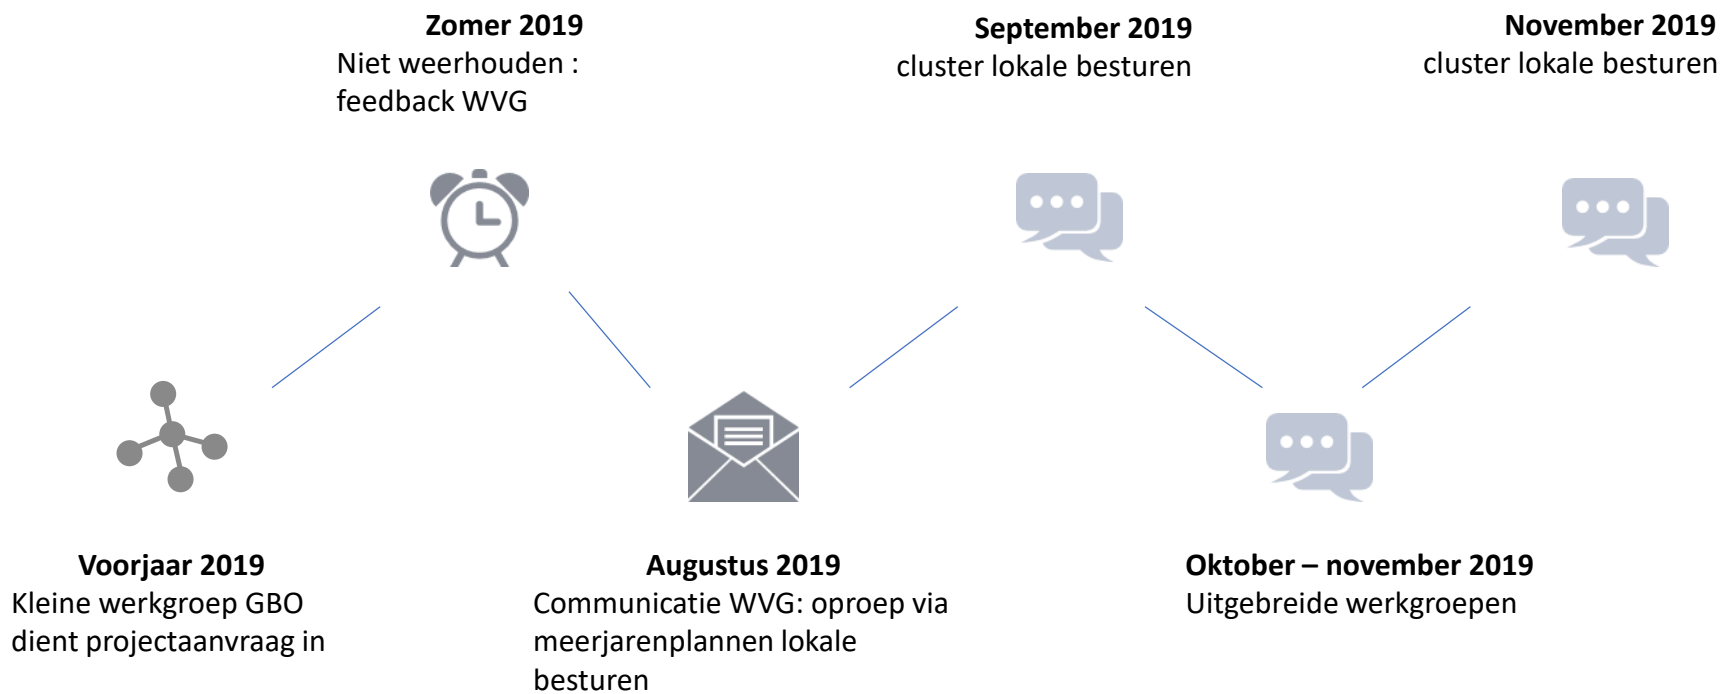 Zomer 2019
Niet weerhouden :
feedback WVG
September 2019
cluster lokale besturen
November 2019
cluster lokale besturen
Voorjaar 2019
Kleine werkgroep GBO
dient projectaanvraag in
Augustus 2019
Communicatie WVG: oproep via
meerjarenplannen lokale
besturen
Oktober – november 2019
Uitgebreide werkgroepen